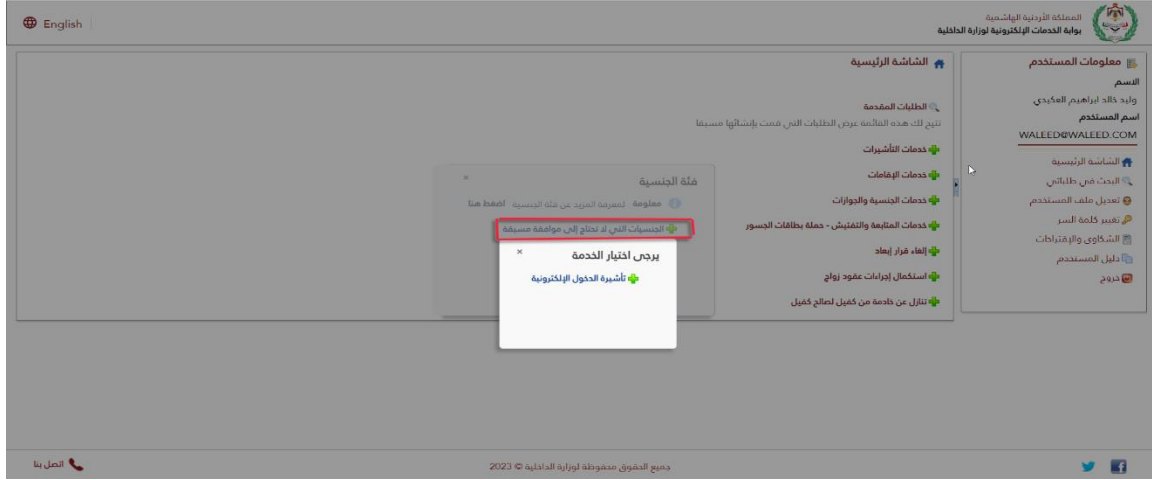 المملكة الأردنية الهاشمية
بوابة الخدمات الإلكترونية لوزارة الداخلية
English
معلومات المستخدم
الاسم
وليد خالد ابراهيم العكيدي
اسم المستخدم
WALEED@WALEED.COM
الشاشة الرئيسية
البحث في طلباتي
تعديل ملف المستخدم
تغيير كلمة السر
الشكاوى والإقتراحات
دليل المستخدم
خروج
الشاشة الرئيسية
الطلبات المقدمة
تتيح لك هذه القائمة عرض الطلبات التي قمت بإنشائها مسبقا
خدمات التأشيرات
خدمات الإقامات
خدمات الجنسية والجوازات
خدمات المتابعة والتفتيش - حملة بطاقات الجسور
إلغاء قرار إبعاد
استكمال إجراءات عقود زواج
تنازل عن خادمة من كفيل لصالح كفيل
فئة الجنسية
×
معلومة لمعرفة المزيد عن فئة الجنسية اضغط هنا
الجنسيات التي لا تحتاج إلى موافقة مسبقة
يرجى اختيار الخدمة
×
تأشيرة الدخول الإلكترونية
جميع الحقوق محفوظة لوزارة الداخلية © 2023
اتصل بنا